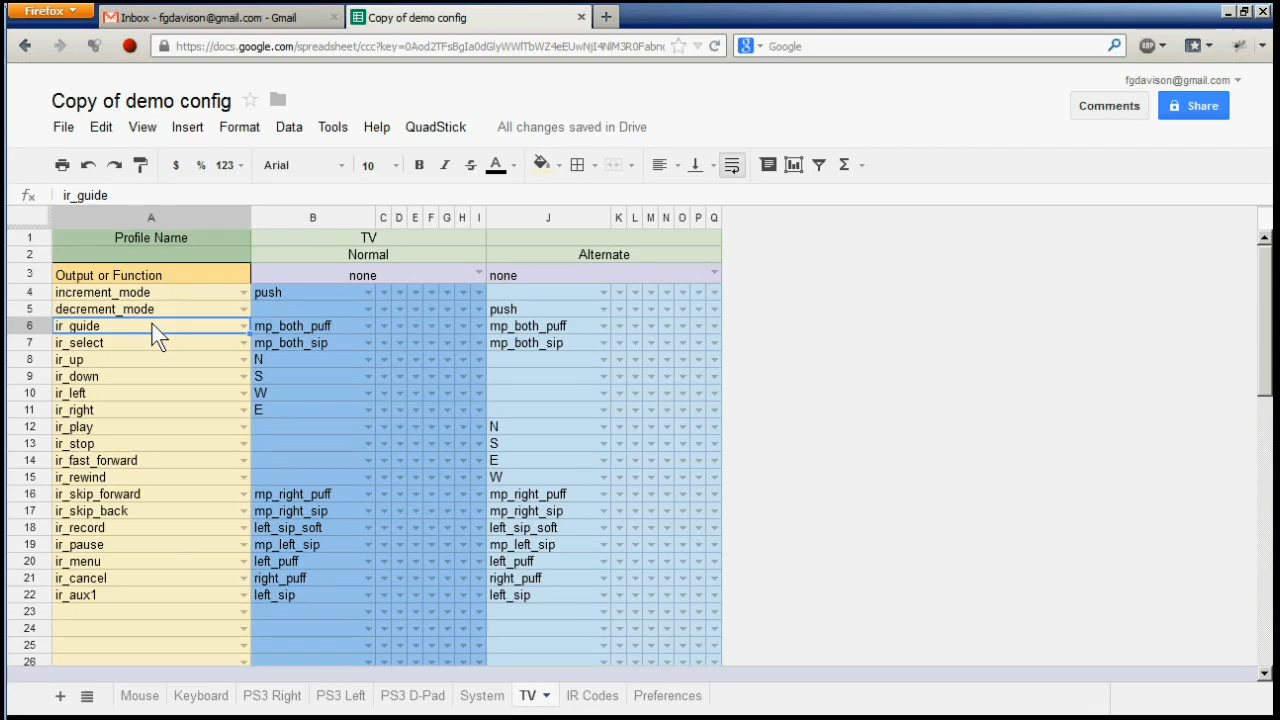 Firefox
Inbox - fgdavison@gmail.com - Gmail
Copy of demo config
https://docs.google.com/spreadsheet/ccc?key=0Aod2TFsBgIa0dGlyWWlTbWZ4eEUwNJI4NlM3R0Fabnc
Google
ABP
fgdavison@gmail.com
Copy of demo config
Comments
Share
File Edit View Insert Format Data Tools Help QuadStick All changes saved in Drive
$ % 123 Arial 10 B I S A Σ
fx ir_guide
A B C D E F G H I J K L M N O P Q
1 Profile Name TV
2 Normal Alternate
3 Output or Function none none
4 increment_mode push
5 decrement_mode push
6 ir_guide mp_both_puff mp_both_puff
7 ir_select mp_both_sip mp_both_sip
8 ir_up N
9 ir_down S
10 ir_left W
11 ir_right E
12 ir_play N
13 ir_stop S
14 ir_fast_forward E
15 ir_rewind W
16 ir_skip_forward mp_right_puff mp_right_puff
17 ir_skip_back mp_right_sip mp_right_sip
18 ir_record left_sip_soft left_sip_soft
19 ir_pause mp_left_sip mp_left_sip
20 ir_menu left_puff left_puff
21 ir_cancel right_puff right_puff
22 ir_aux1 left_sip left_sip
23
24
25
26
Mouse Keyboard PS3 Right PS3 Left PS3 D-Pad System TV IR Codes Preferences